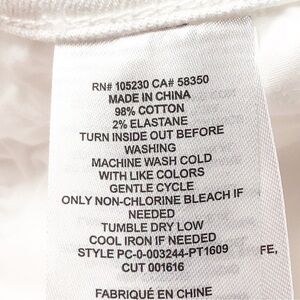 RN# 105230 CA# 58350
MADE IN CHINA
98% COTTON
2% ELASTANE
TURN INSIDE OUT BEFORE
WASHING
MACHINE WASH COLD
WITH LIKE COLORS
GENTLE CYCLE
ONLY NON-CHLORINE BLEACH IF
NEEDED
TUMBLE DRY LOW
COOL IRON IF NEEDED
STYLE PC-0-003244-PT1609
FE,
CUT 001616
FABRIQUÉ EN CHINE